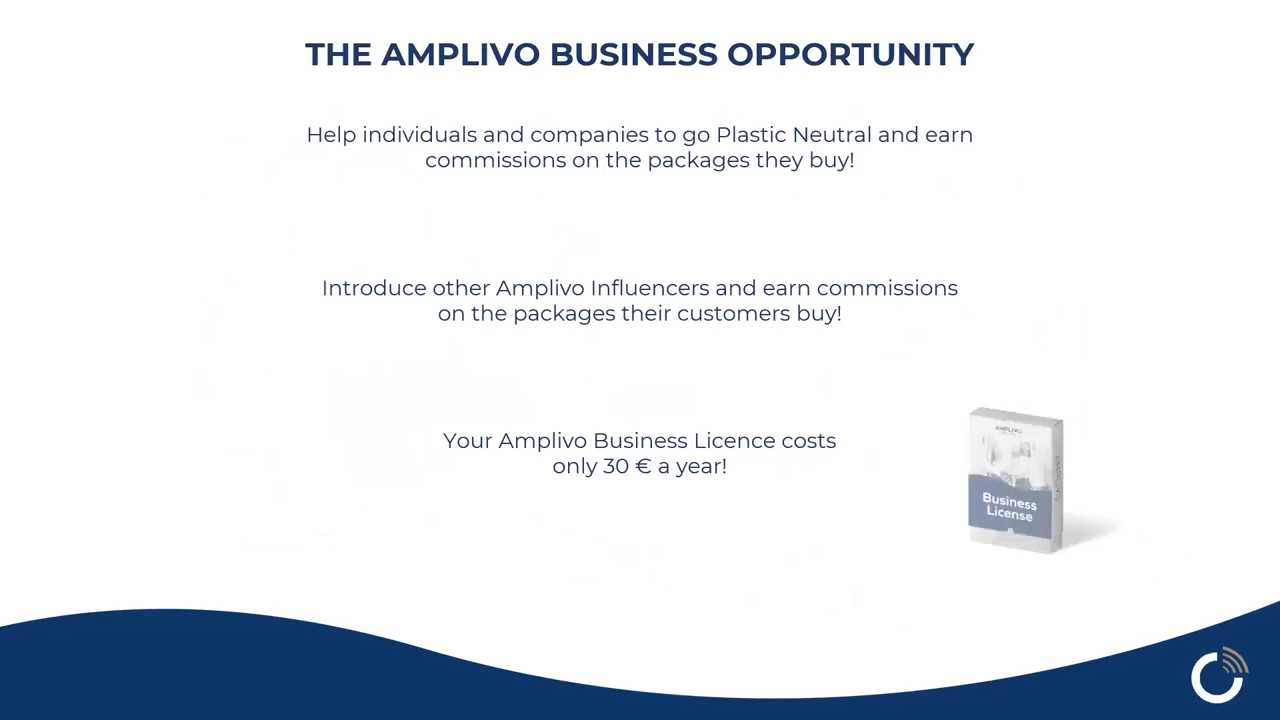 THE AMPLIVO BUSINESS OPPORTUNITY
Help individuals and companies to go Plastic Neutral and earn
commissions on the packages they buy!
Introduce other Amplivo Influencers and earn commissions
on the packages their customers buy!
Your Amplivo Business Licence costs
only 30 € a year!
AMPLIVO
Business
License